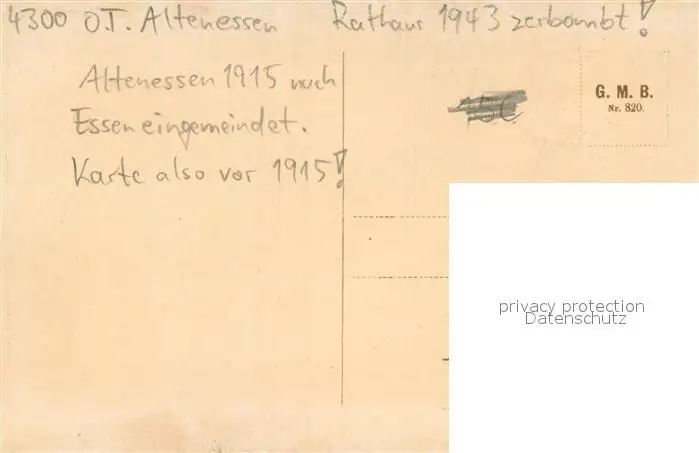 4300 O.T. Altenessen Rathaus 1943 zerbombt!
Altenessen 1915 nach
Essen eingemeindet.
Karte also vor 1915!
G. M. B.
Nr. 820.
privacy protection
Datenschutz